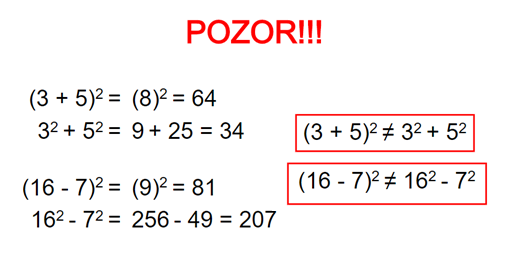 POZOR!!!
(3 + 5)² = (8)² = 64
3² + 5² = 9 + 25 = 34
(3 + 5)² ≠ 3² + 5²
(16 - 7)² = (9)² = 81
(16 - 7)² ≠ 16² - 7²
16² - 7² = 256 - 49 = 207